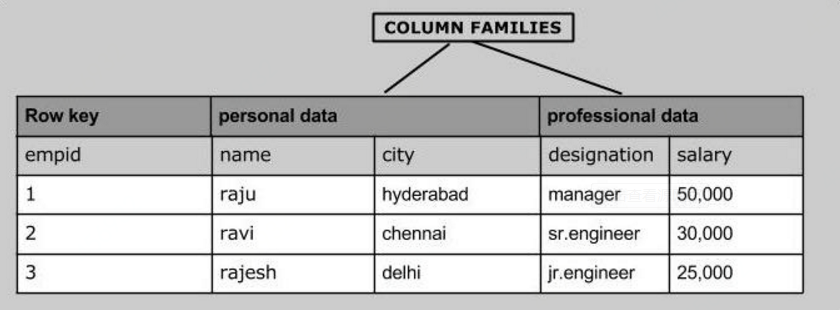 COLUMN FAMILIES
Row key personal data professional data
empid name city designation salary
1 raju hyderabad manager 50,000
2 ravi chennai sr.engineer 30,000
3 rajesh delhi jr.engineer 25,000